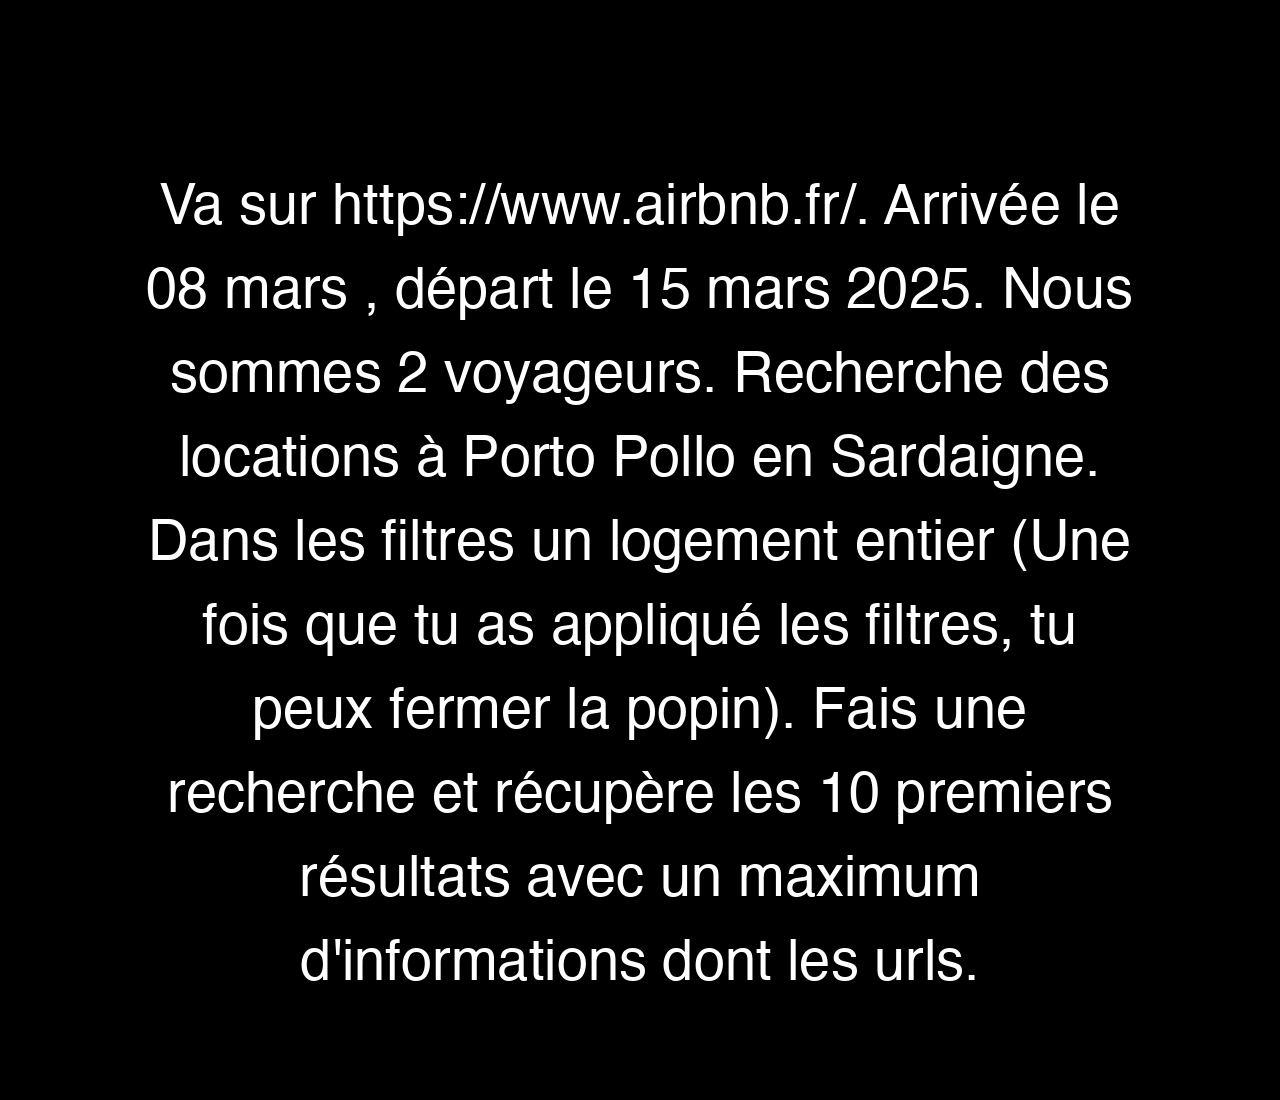 Va sur https://www.airbnb.fr/. Arrivée le
08 mars , départ le 15 mars 2025. Nous
sommes 2 voyageurs. Recherche des
locations à Porto Pollo en Sardaigne.
Dans les filtres un logement entier (Une
fois que tu as appliqué les filtres, tu
peux fermer la popin). Fais une
recherche et récupère les 10 premiers
résultats avec un maximum
d'informations dont les urls.